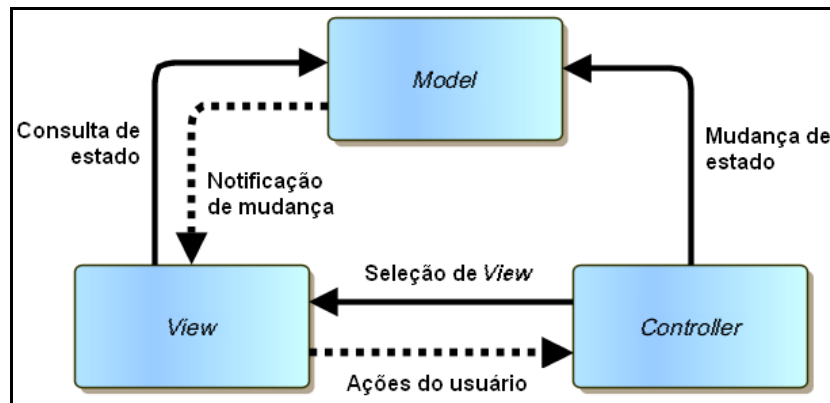 Model
Consulta de
estado
Mudança de
estado
Notificação
de mudança
Seleção de View
View
Controller
Ações do usuário